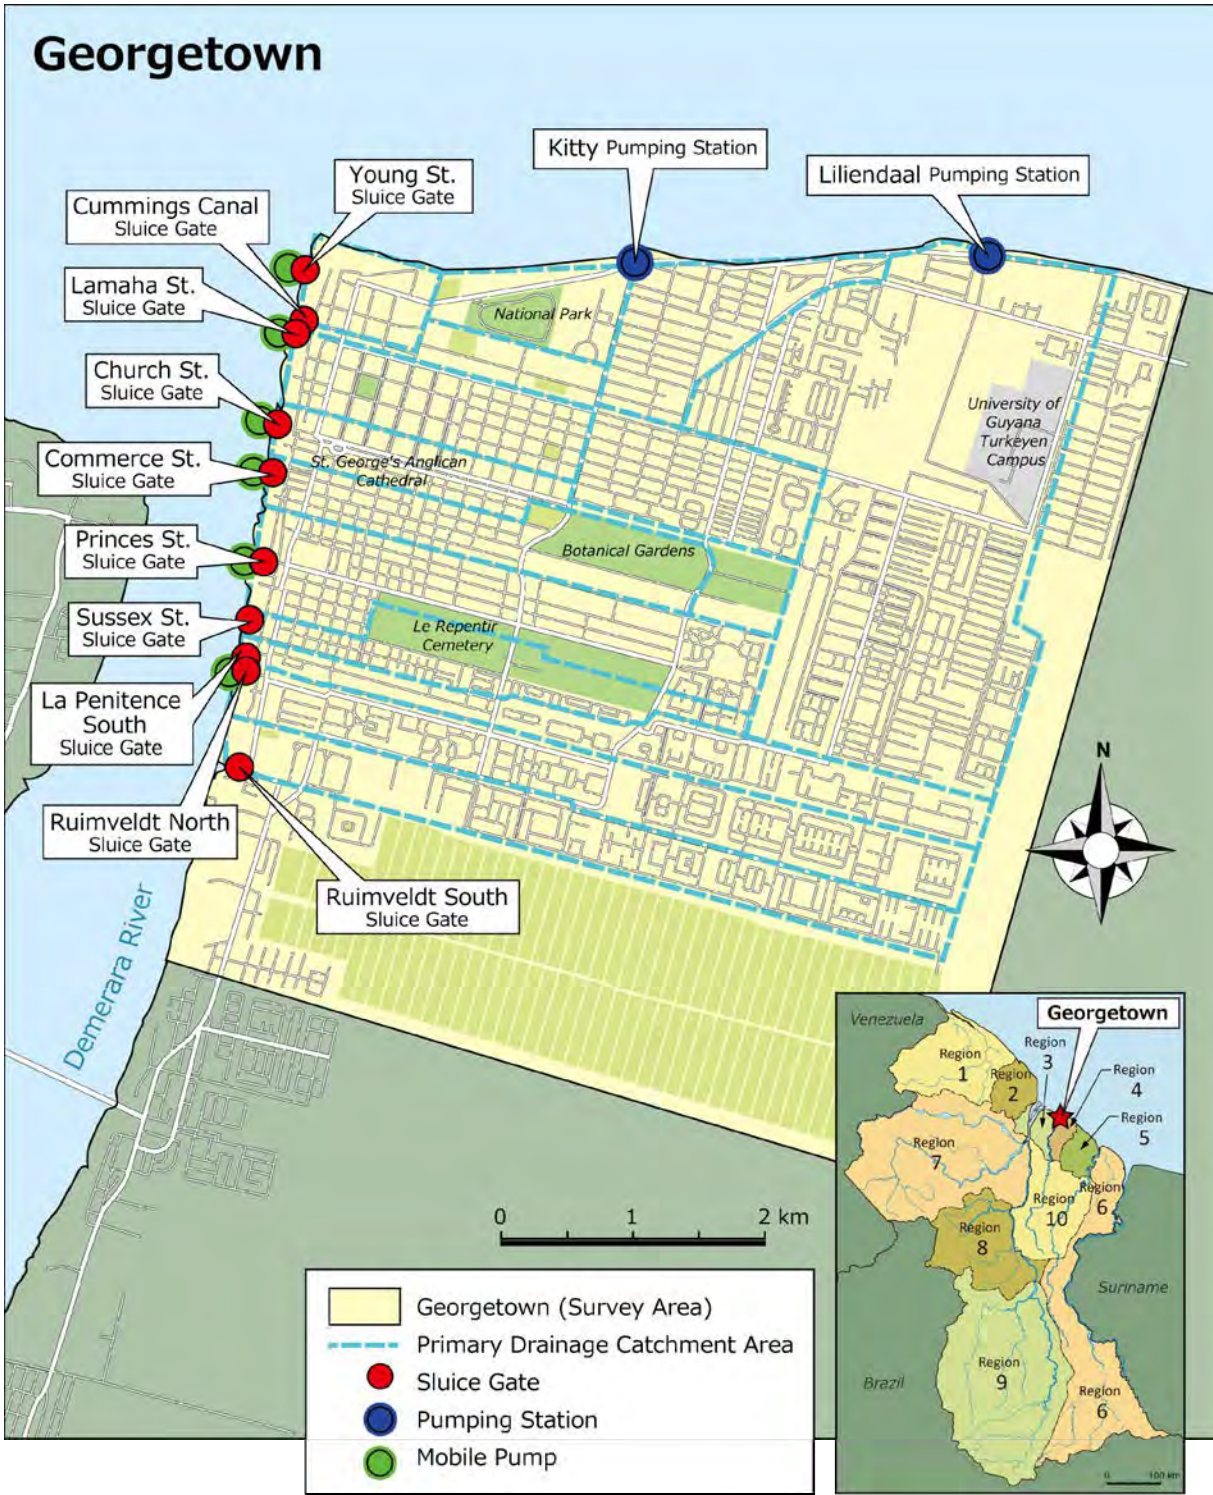 Georgetown
Kitty Pumping Station
Liliendaal Pumping Station
Young St.
Sluice Gate
Cummings Canal
Sluice Gate
Lamaha St.
Sluice Gate
Church St.
Sluice Gate
Commerce St.
Sluice Gate
Princes St.
Sluice Gate
Sussex St.
Sluice Gate
La Penitence
South
Sluice Gate
Ruimveldt North
Sluice Gate
Ruimveldt South
Sluice Gate
National Park
University of
Guyana
Turkeyen
Campus
St. George's Anglican
Cathedral
Botanical Gardens
Le Repentir
Cemetery
Demerara River
N
0 1 2 km
Georgetown (Survey Area)
Primary Drainage Catchment Area
Sluice Gate
Pumping Station
Mobile Pump
Georgetown
Venezuela
Region
1
Region
2
Region
3
Region
4
Region
5
Region
6
Region
7
Region
8
Region
10
Suriname
Region
9
Brazil
Region
6
0 100 km